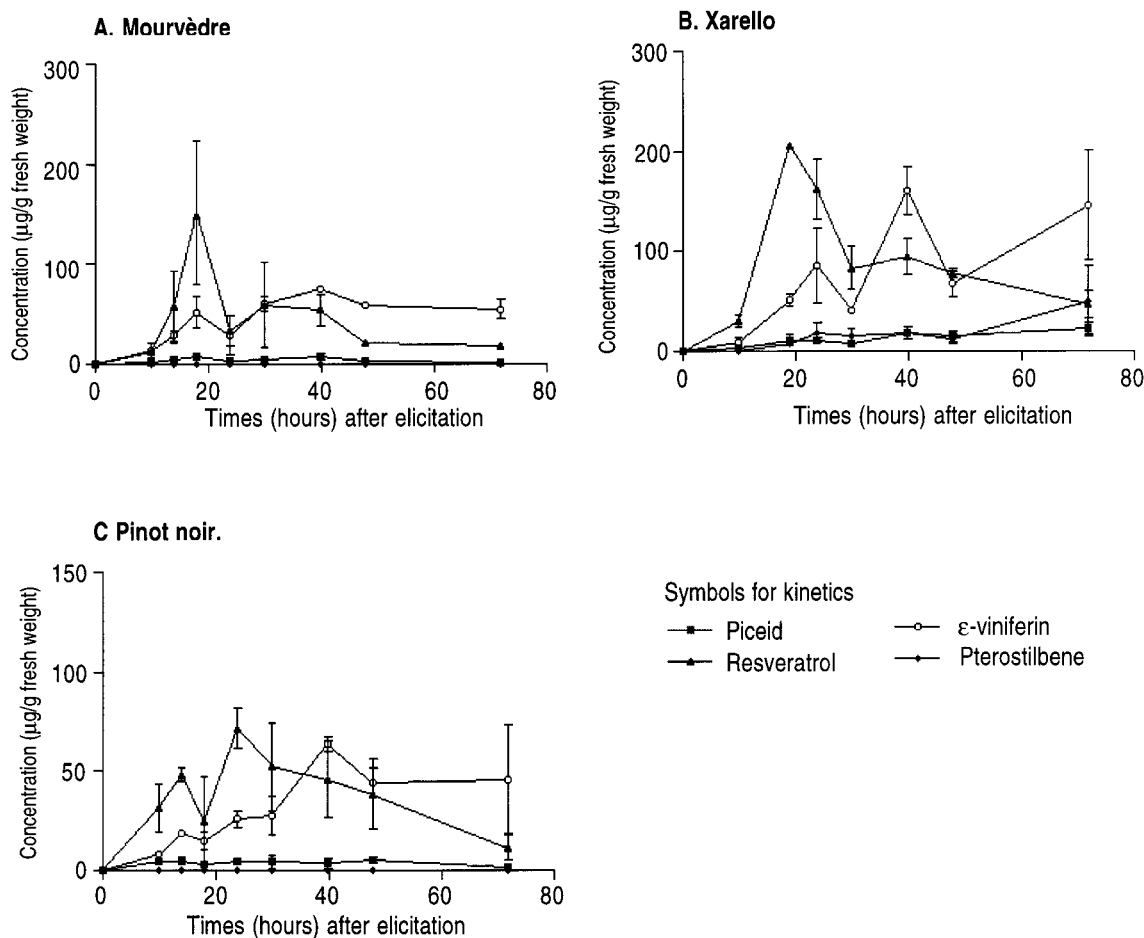 A. Mourvèdre
Concentration (µg/g fresh weight)
300
200
100
0
0
20
40
60
80
Times (hours) after elicitation
B. Xarello
Concentration (µg/g fresh weight)
300
200
100
0
0
20
40
60
80
Times (hours) after elicitation
C Pinot noir.
Concentration (µg/g fresh weight)
150
100
50
0
0
20
40
60
80
Times (hours) after elicitation
Symbols for kinetics
Piceid
ε-viniferin
Resveratrol
Pterostilbene